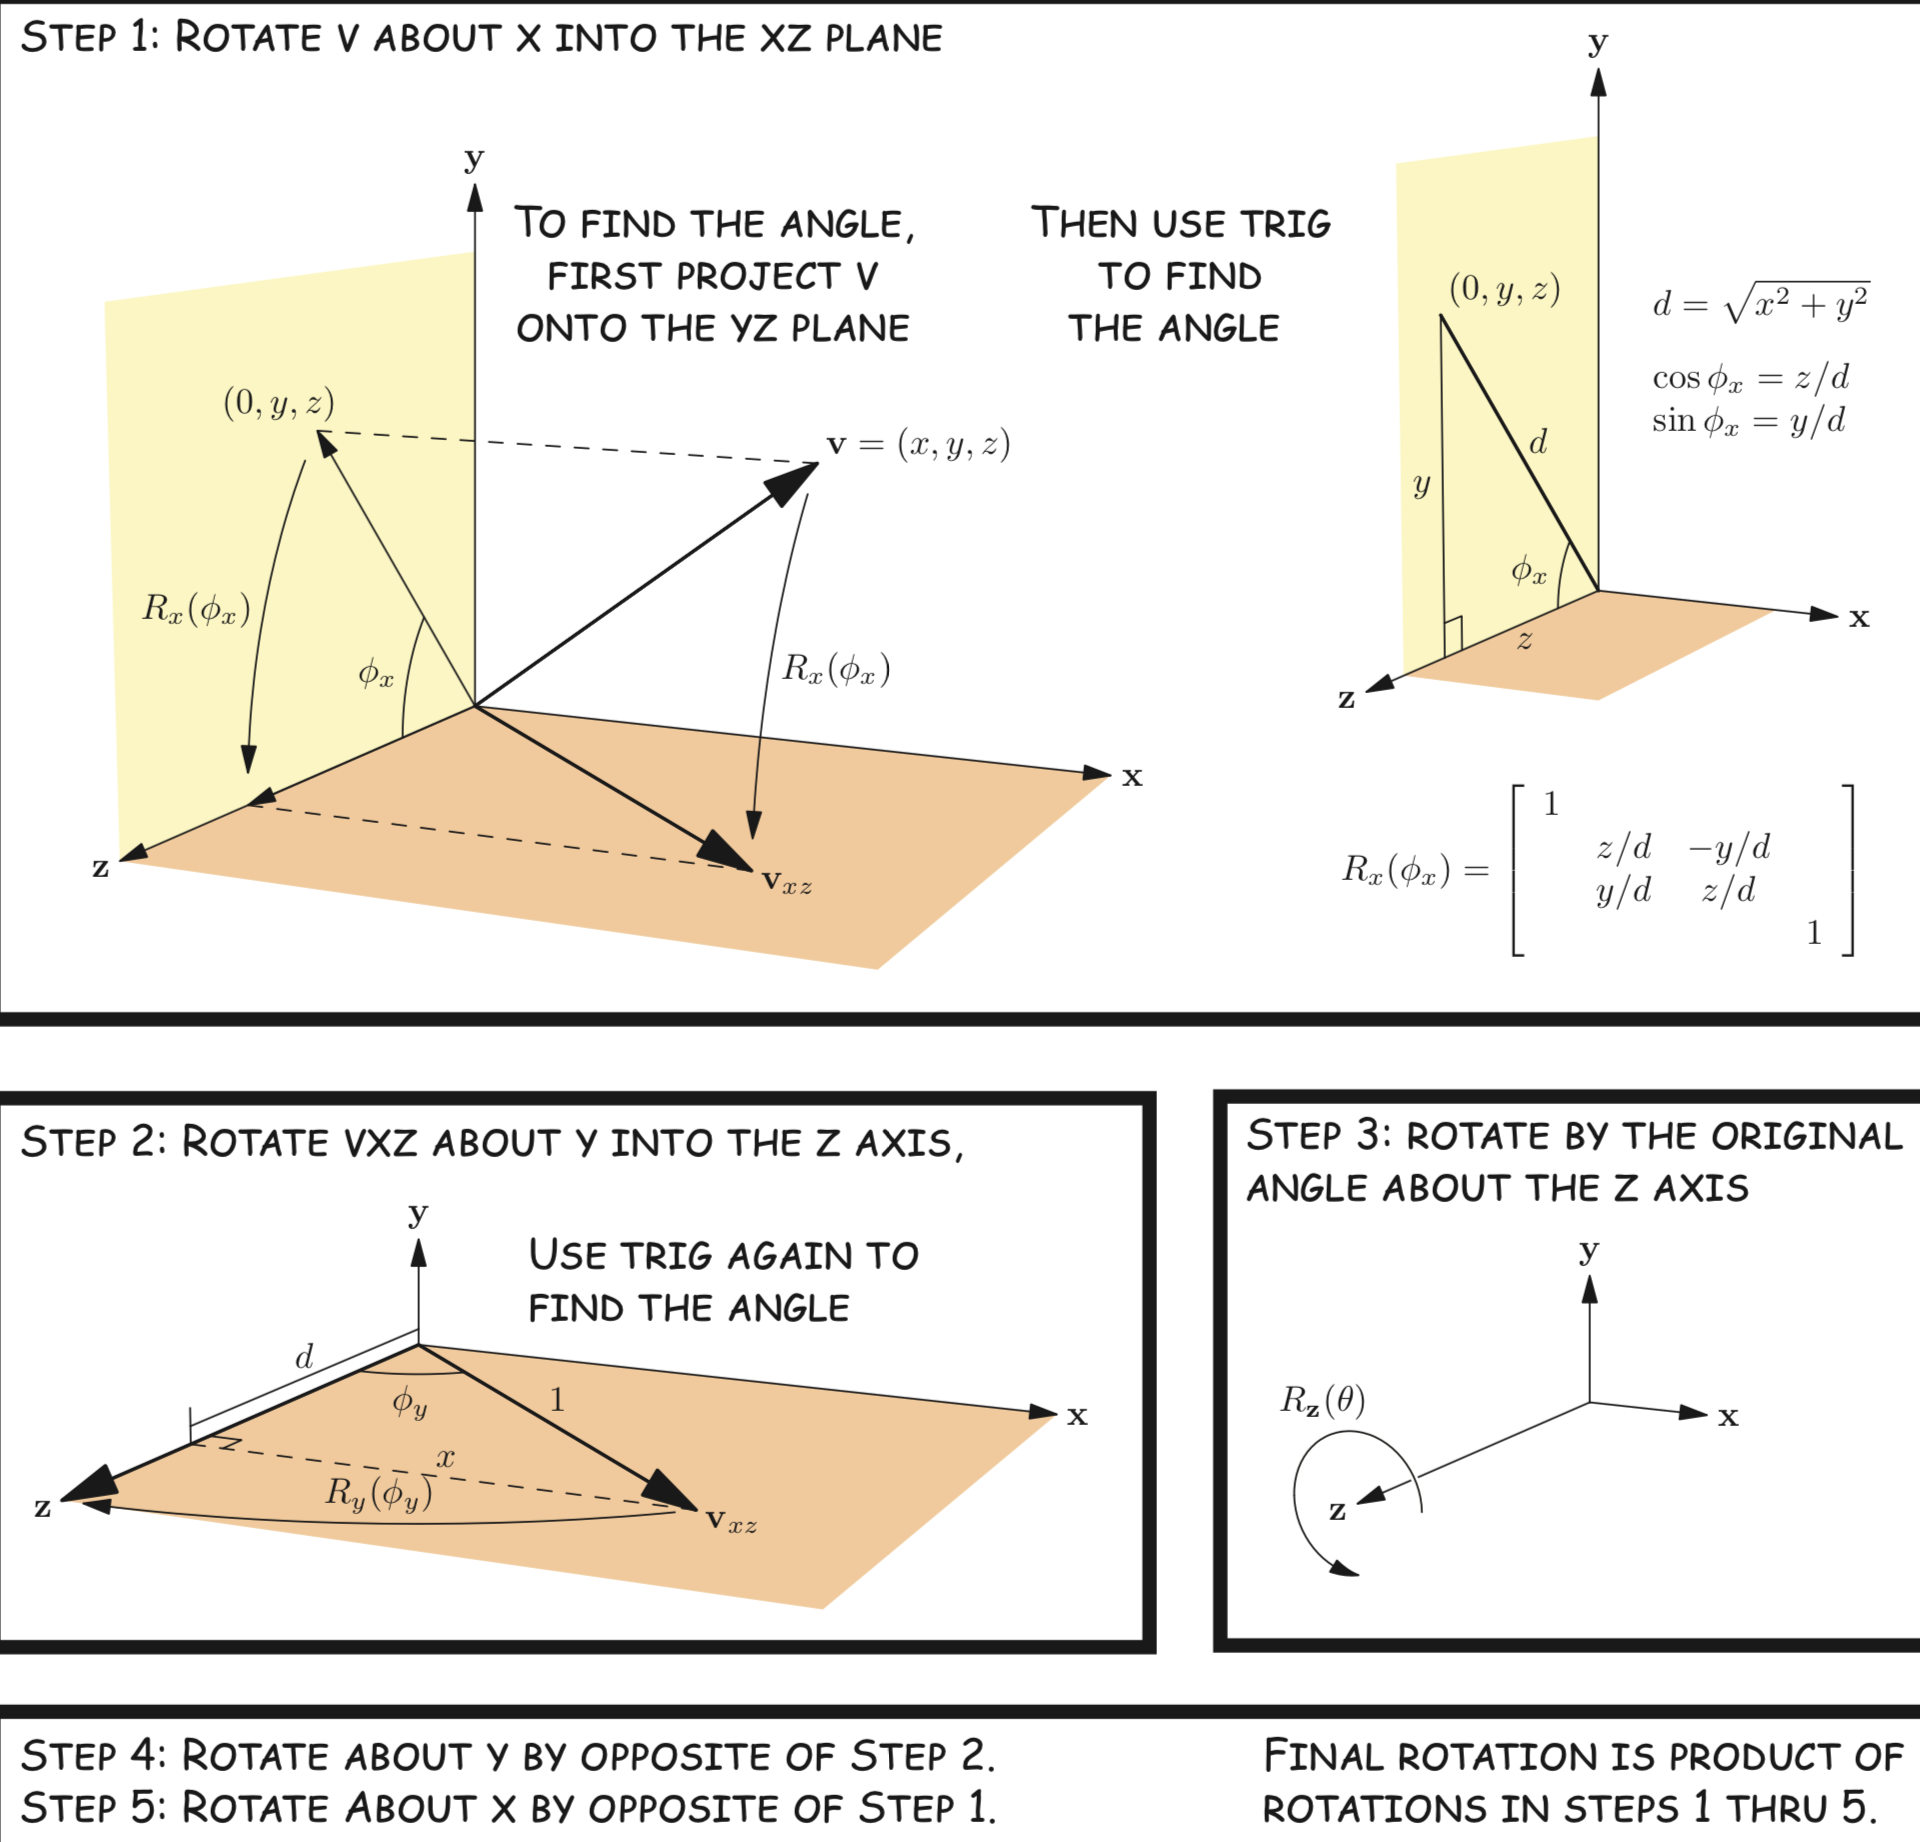 STEP 1: ROTATE V ABOUT X INTO THE XZ PLANE
y
TO FIND THE ANGLE,
FIRST PROJECT V
ONTO THE YZ PLANE
(0, y, z)
v = (x, y, z)
Rx(ϕx)
ϕx
Rx(ϕx)
x
z
vxz
THEN USE TRIG
TO FIND
THE ANGLE
y
(0, y, z)
d = √x² + y²
cos ϕx = z/d
sin ϕx = y/d
d
y
ϕx
z
x
z
Rx(ϕx) =
1
z/d −y/d
y/d z/d
1
STEP 2: ROTATE VXZ ABOUT Y INTO THE Z AXIS,
y
USE TRIG AGAIN TO
FIND THE ANGLE
d
ϕy
1
x
x
Ry(ϕy)
z
vxz
STEP 3: ROTATE BY THE ORIGINAL
ANGLE ABOUT THE Z AXIS
y
Rz(θ)
x
z
STEP 4: ROTATE ABOUT Y BY OPPOSITE OF STEP 2.
STEP 5: ROTATE ABOUT X BY OPPOSITE OF STEP 1.
FINAL ROTATION IS PRODUCT OF
ROTATIONS IN STEPS 1 THRU 5.